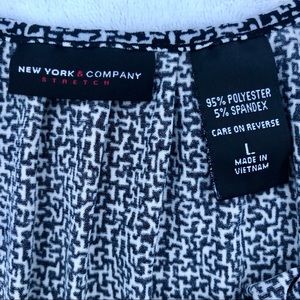 NEW YORK & COMPANY
STRETCH
95% POLYESTER
5% SPANDEX
CARE ON REVERSE
L
MADE IN
VIETNAM